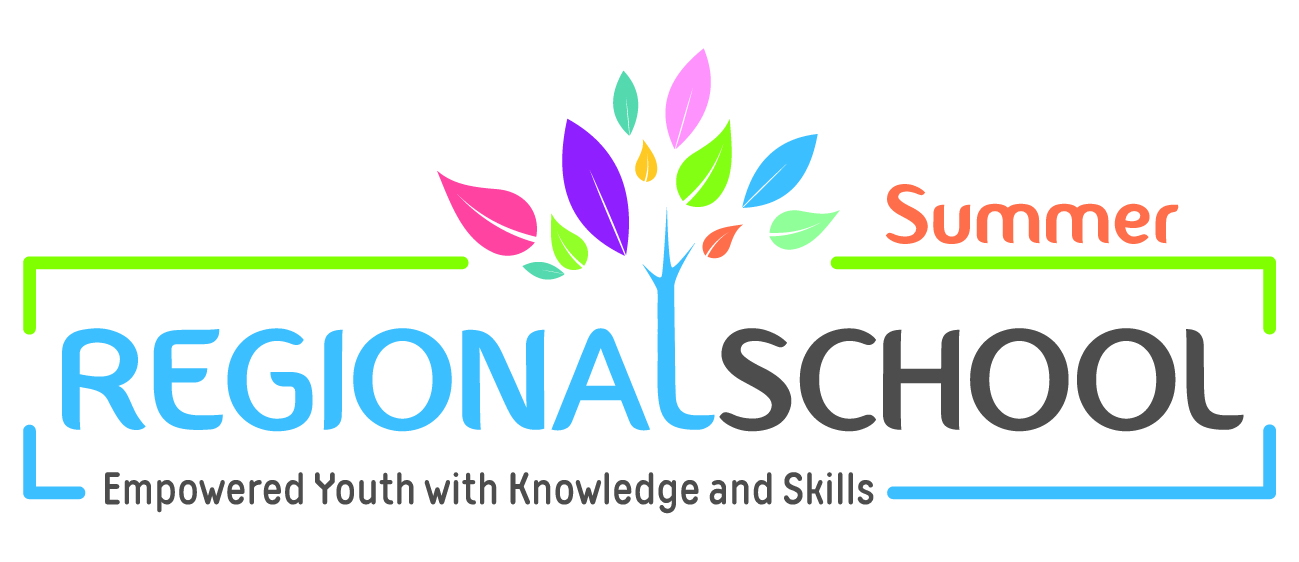 Summer
REGIONALSCHOOL
Empowered Youth with Knowledge and Skills